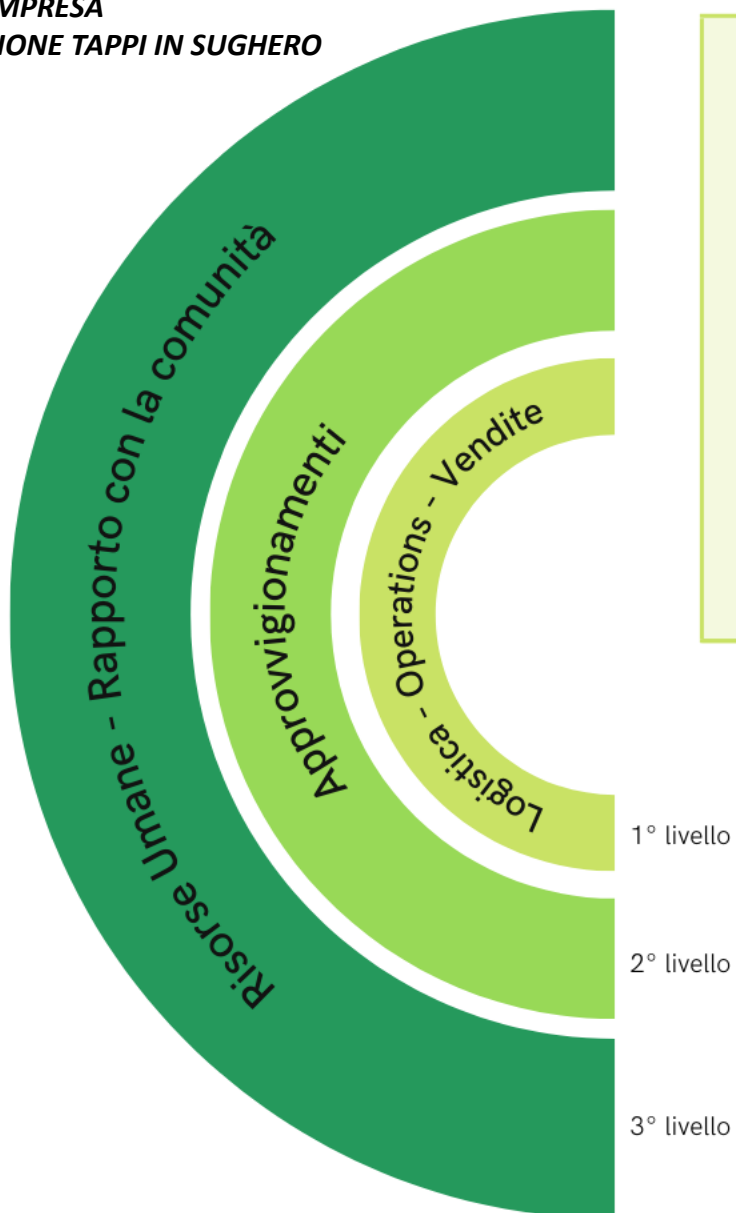 MPRESA
IONE TAPPI IN SUGHERO
Risorse Umane - Rapporto con la comunità
Approvvigionamenti
Logistica - Operations - Vendite
1° livello
2° livello
3° livello